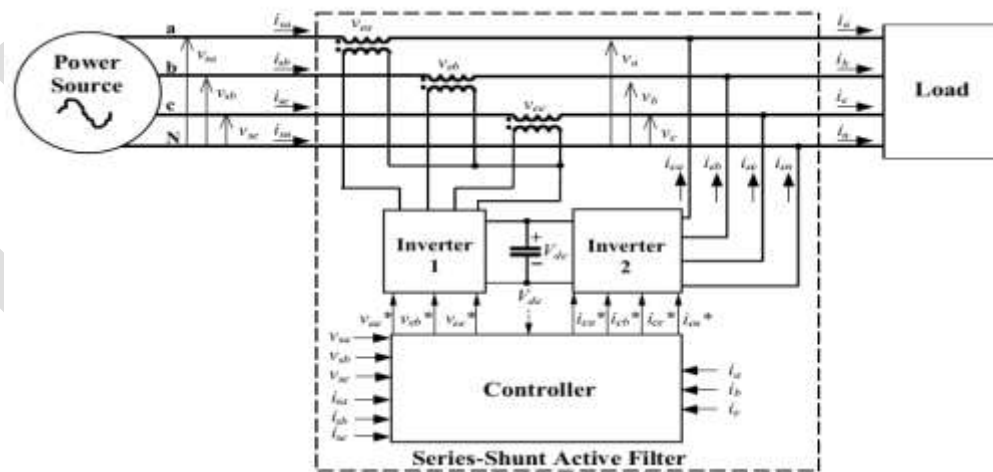 a i_sa v_ca i_a
Power Source
v_sa v_a
b i_sb v_cb i_b
v_sb v_b
c i_sc v_cc i_c
v_sc v_c
N i_sn i_n
Load
i_ca i_cb i_cc i_cn
Inverter 1
+
V_dc
−
Inverter 2
V_dc
v_ca* v_cb* v_cc* i_ca* i_cb* i_cc* i_cn*
v_sa
v_sb
v_sc
i_sa
i_sb
i_sc
Controller
i_a
i_b
i_c
Series-Shunt Active Filter